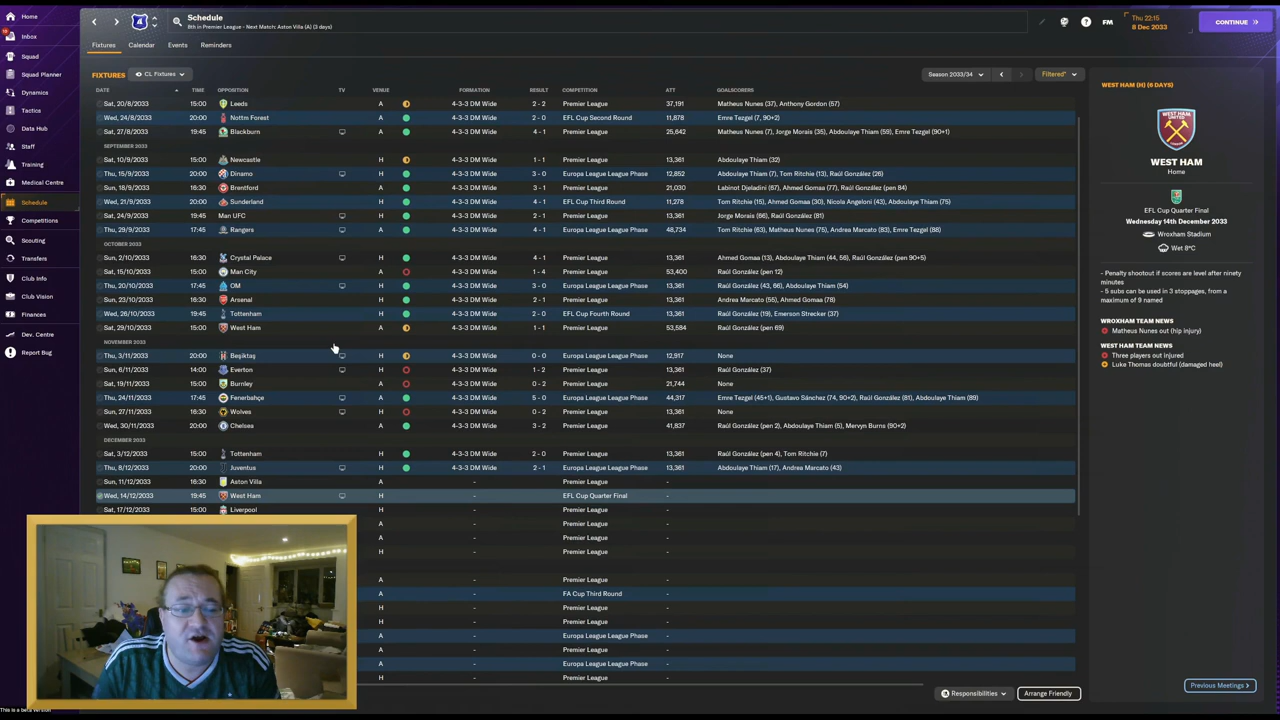 Home
Inbox
Squad
Squad Planner
Dynamics
Tactics
Data Hub
Staff
Training
Medical Centre
Schedule
Competitions
Scouting
Transfers
Club Info
Club Vision
Finances
Dev. Centre
Report Bug
Schedule
8th in Premier League - Next Match: Aston Villa (A) (3 days)
FM
Thu 22:15
8 Dec 2033
CONTINUE
Fixtures Calendar Events Reminders
FIXTURES CL Fixtures Season 2033/34 Filtered*
DATE TIME OPPOSITION TV VENUE FORMATION RESULT COMPETITION ATT GOALSCORERS
Sat, 20/8/2033 15:00 Leeds A 4-3-3 DM Wide 2 - 2 Premier League 37,191 Matheus Nunes (37), Anthony Gordon (57)
Wed, 24/8/2033 20:00 Nottm Forest A 4-3-3 DM Wide 2 - 0 EFL Cup Second Round 11,878 Emre Tezgel (7, 90+2)
Sat, 27/8/2033 19:45 Blackburn A 4-3-3 DM Wide 4 - 1 Premier League 25,642 Matheus Nunes (7), Jorge Morais (35), Abdoulaye Thiam (59), Emre Tezgel (90+1)
SEPTEMBER 2033
Sat, 10/9/2033 15:00 Newcastle H 4-3-3 DM Wide 1 - 1 Premier League 13,361 Abdoulaye Thiam (32)
Thu, 15/9/2033 20:00 Dinamo H 4-3-3 DM Wide 3 - 0 Europa League League Phase 12,852 Abdoulaye Thiam (7), Tom Ritchie (13), Raúl González (26)
Sun, 18/9/2033 16:30 Brentford A 4-3-3 DM Wide 3 - 1 Premier League 21,030 Labinot Djeladini (67), Ahmed Gomaa (77), Raúl González (pen 84)
Wed, 21/9/2033 20:00 Sunderland H 4-3-3 DM Wide 4 - 1 EFL Cup Third Round 11,278 Tom Ritchie (15), Ahmed Gomaa (30), Nicola Angeloni (43), Abdoulaye Thiam (75)
Sat, 24/9/2033 19:45 Man UFC H 4-3-3 DM Wide 2 - 1 Premier League 13,361 Jorge Morais (66), Raúl González (81)
Thu, 29/9/2033 17:45 Rangers A 4-3-3 DM Wide 4 - 1 Europa League League Phase 48,734 Tom Ritchie (63), Matheus Nunes (75), Andrea Marcato (83), Emre Tezgel (88)
OCTOBER 2033
Sun, 2/10/2033 16:30 Crystal Palace H 4-3-3 DM Wide 4 - 1 Premier League 13,361 Ahmed Gomaa (13), Abdoulaye Thiam (44, 56), Raúl González (pen 90+5)
Sat, 15/10/2033 15:00 Man City A 4-3-3 DM Wide 1 - 4 Premier League 53,400 Raúl González (pen 12)
Thu, 20/10/2033 17:45 OM H 4-3-3 DM Wide 3 - 0 Europa League League Phase 13,361 Raúl González (43, 66), Abdoulaye Thiam (54)
Sun, 23/10/2033 16:30 Arsenal H 4-3-3 DM Wide 2 - 1 Premier League 13,361 Andrea Marcato (55), Ahmed Gomaa (78)
Wed, 26/10/2033 19:45 Tottenham H 4-3-3 DM Wide 2 - 0 EFL Cup Fourth Round 13,361 Raúl González (19), Emerson Strecker (37)
Sat, 29/10/2033 15:00 West Ham A 4-3-3 DM Wide 1 - 1 Premier League 53,584 Raúl González (pen 69)
NOVEMBER 2033
Thu, 3/11/2033 20:00 Beşiktaş H 4-3-3 DM Wide 0 - 0 Europa League League Phase 12,917 None
Sun, 6/11/2033 14:00 Everton H 4-3-3 DM Wide 1 - 2 Premier League 13,361 Raúl González (37)
Sat, 19/11/2033 15:00 Burnley A 4-3-3 DM Wide 0 - 2 Premier League 21,744 None
Thu, 24/11/2033 17:45 Fenerbahçe A 4-3-3 DM Wide 5 - 0 Europa League League Phase 44,317 Emre Tezgel (45+1), Gustavo Sánchez (74, 90+2), Raúl González (81), Abdoulaye Thiam (89)
Sun, 27/11/2033 16:30 Wolves H 4-3-3 DM Wide 0 - 2 Premier League 13,361 None
Wed, 30/11/2033 20:00 Chelsea A 4-3-3 DM Wide 3 - 2 Premier League 41,837 Raúl González (pen 2), Abdoulaye Thiam (5), Mervyn Burns (90+2)
DECEMBER 2033
Sat, 3/12/2033 15:00 Tottenham H 4-3-3 DM Wide 2 - 0 Premier League 13,361 Raúl González (pen 4), Tom Ritchie (7)
Thu, 8/12/2033 20:00 Juventus H 4-3-3 DM Wide 2 - 1 Europa League League Phase 13,361 Abdoulaye Thiam (17), Andrea Marcato (43)
Sun, 11/12/2033 16:30 Aston Villa A - Premier League -
Wed, 14/12/2033 19:45 West Ham H - EFL Cup Quarter Final -
Sat, 17/12/2033 15:00 Liverpool H - Premier League -
A - Premier League -
A - Premier League -
H - Premier League -
A - Premier League -
A - FA Cup Third Round -
H - Premier League -
H - Premier League -
A - Europa League League Phase -
A - Premier League -
A - Europa League League Phase -
H - Premier League -
Responsibilities Arrange Friendly
WEST HAM (H) (6 DAYS)
WEST HAM
Home
EFL Cup Quarter Final
Wednesday 14th December 2033
Wroxham Stadium
Wet 8°C
- Penalty shootout if scores are level after ninety
minutes
- 5 subs can be used in 3 stoppages, from a
maximum of 9 named
WROXHAM TEAM NEWS
Matheus Nunes out (hip injury)
WEST HAM TEAM NEWS
Three players out injured
Luke Thomas doubtful (damaged heel)
Previous Meetings >
This is a beta version